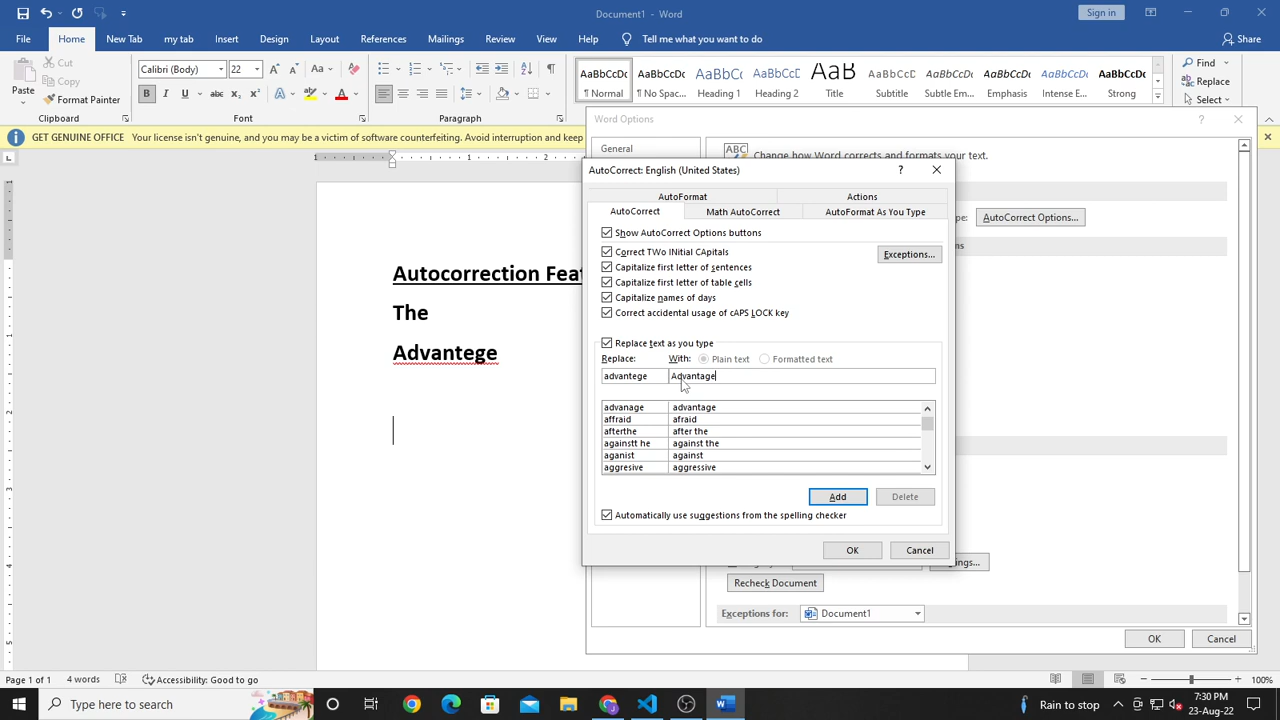 Document1 - Word
Sign in
File Home New Tab my tab Insert Design Layout References Mailings Review View Help Tell me what you want to do Share
Paste Cut Copy Format Painter
Clipboard
Calibri (Body) 22
B I U abc x₂ x² A
Font
Paragraph
AaBbCcDc AaBbCcDc AaBbCc AaBbCcC AaB AaBbCcC AaBbCcDc AaBbCcDc AaBbCcDc AaBbCcDc
¶ Normal ¶ No Spac... Heading 1 Heading 2 Title Subtitle Subtle Em... Emphasis Intense E... Strong
Find
Replace
Select
GET GENUINE OFFICE Your license isn't genuine, and you may be a victim of software counterfeiting. Avoid interruption and keep
Word Options
General
ABC Change how Word corrects and formats your text.
AutoCorrect Options...
AutoCorrect: English (United States)
AutoFormat Actions
AutoCorrect Math AutoCorrect AutoFormat As You Type
Show AutoCorrect Options buttons
Correct TWo INitial CApitals
Exceptions...
Capitalize first letter of sentences
Capitalize first letter of table cells
Capitalize names of days
Correct accidental usage of cAPS LOCK key
Replace text as you type
Replace: With: Plain text Formatted text
advantege Advantage
advanage advantage
affraid afraid
afterthe after the
againstt he against the
aganist against
aggresive aggressive
Add Delete
Automatically use suggestions from the spelling checker
OK Cancel
Recheck Document
Exceptions for: Document1
OK Cancel
Autocorrection Fea
The
Advantege
Page 1 of 1 4 words Accessibility: Good to go 100%
Type here to search
Rain to stop
7:30 PM
23-Aug-22